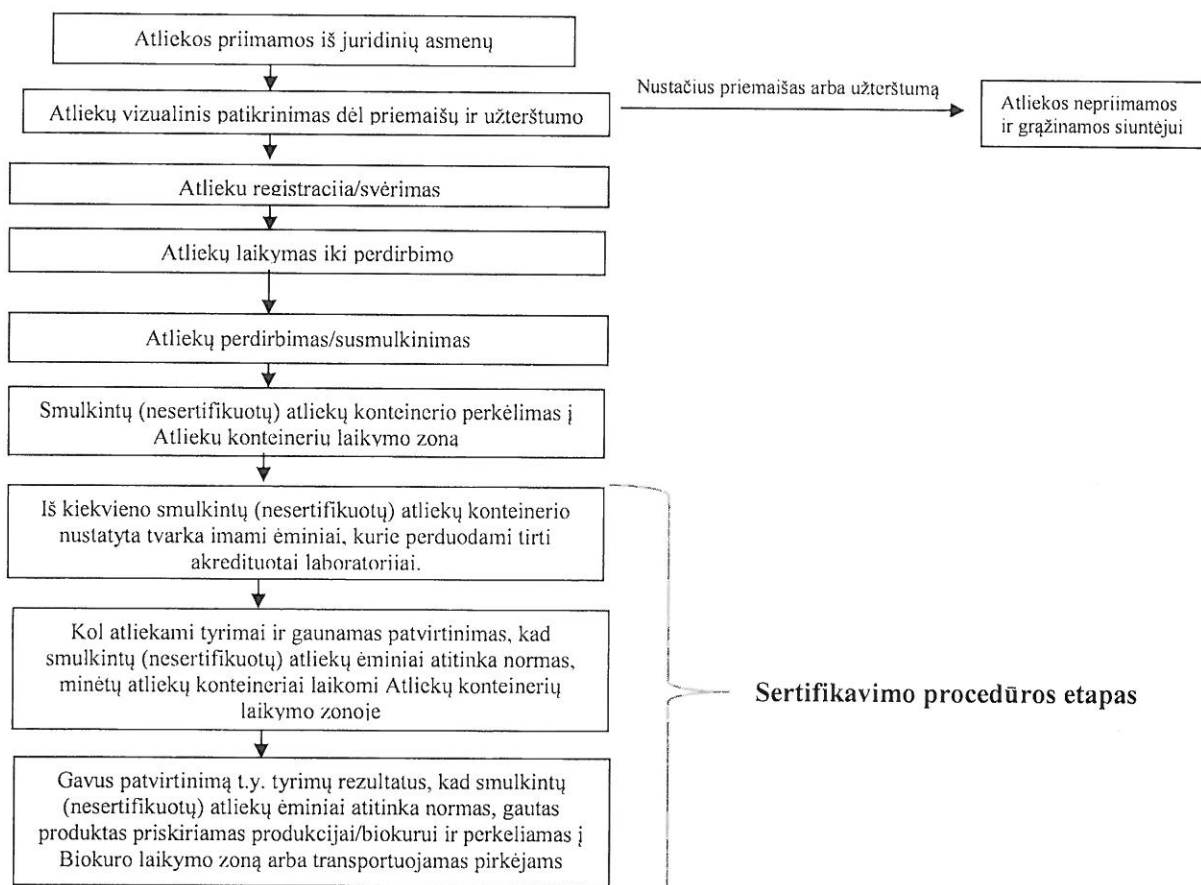 Atliekos priimamos iš juridinių asmenų
Nustačius priemaišas arba užterštumą
Atliekų vizualinis patikrinimas dėl priemaišų ir užterštumo
Atliekos nepriimamos
ir grąžinamos siuntėjui
Atliekų registracija/svėrimas
Atliekų laikymas iki perdirbimo
Atliekų perdirbimas/susmulkinimas
Smulkintų (nesertifikuotų) atliekų konteinerio perkėlimas į
Atliekų konteinerių laikymo zoną
Iš kiekvieno smulkintų (nesertifikuotų) atliekų konteinerio
nustatyta tvarka imami ėminiai, kurie perduodami tirti
akredituotai laboratorijai.
Kol atliekami tyrimai ir gaunamas patvirtinimas, kad
smulkintų (nesertifikuotų) atliekų ėminiai atitinka normas,
minėtų atliekų konteineriai laikomi Atliekų konteinerių
laikymo zonoje
Sertifikavimo procedūros etapas
Gavus patvirtinimą t.y. tyrimų rezultatus, kad smulkintų
(nesertifikuotų) atliekų ėminiai atitinka normas, gautas
produktas priskiriamas produkcijai/biokurui ir perkeliamas į
Biokuro laikymo zoną arba transportuojamas pirkėjams